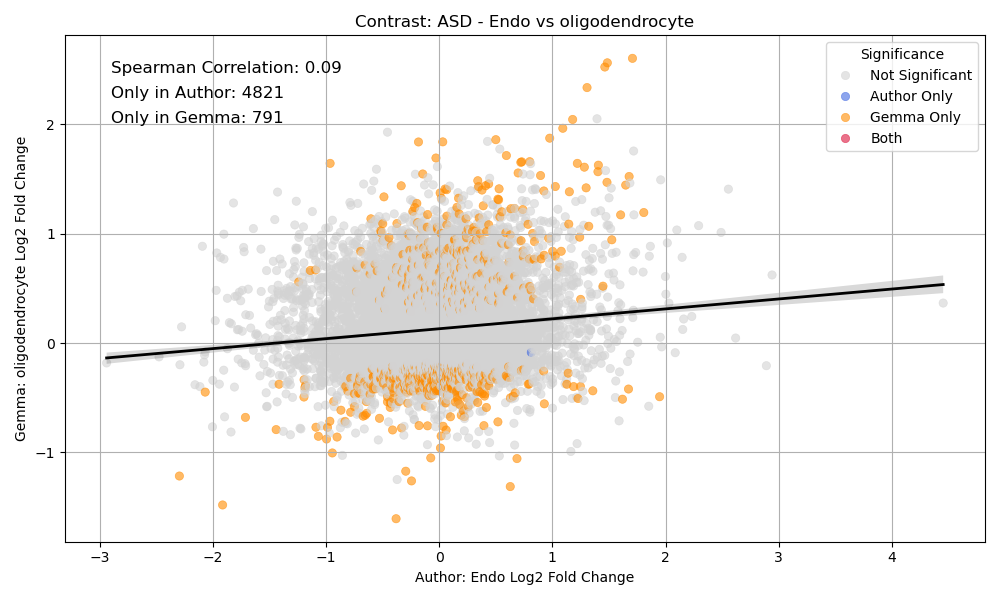 Contrast: ASD - Endo vs oligodendrocyte
Spearman Correlation: 0.09
Only in Author: 4821
Only in Gemma: 791
Significance
Not Significant
Author Only
Gemma Only
Both
Gemma: oligodendrocyte Log2 Fold Change
2
1
0
−1
−3
−2
−1
0
1
2
3
4
Author: Endo Log2 Fold Change